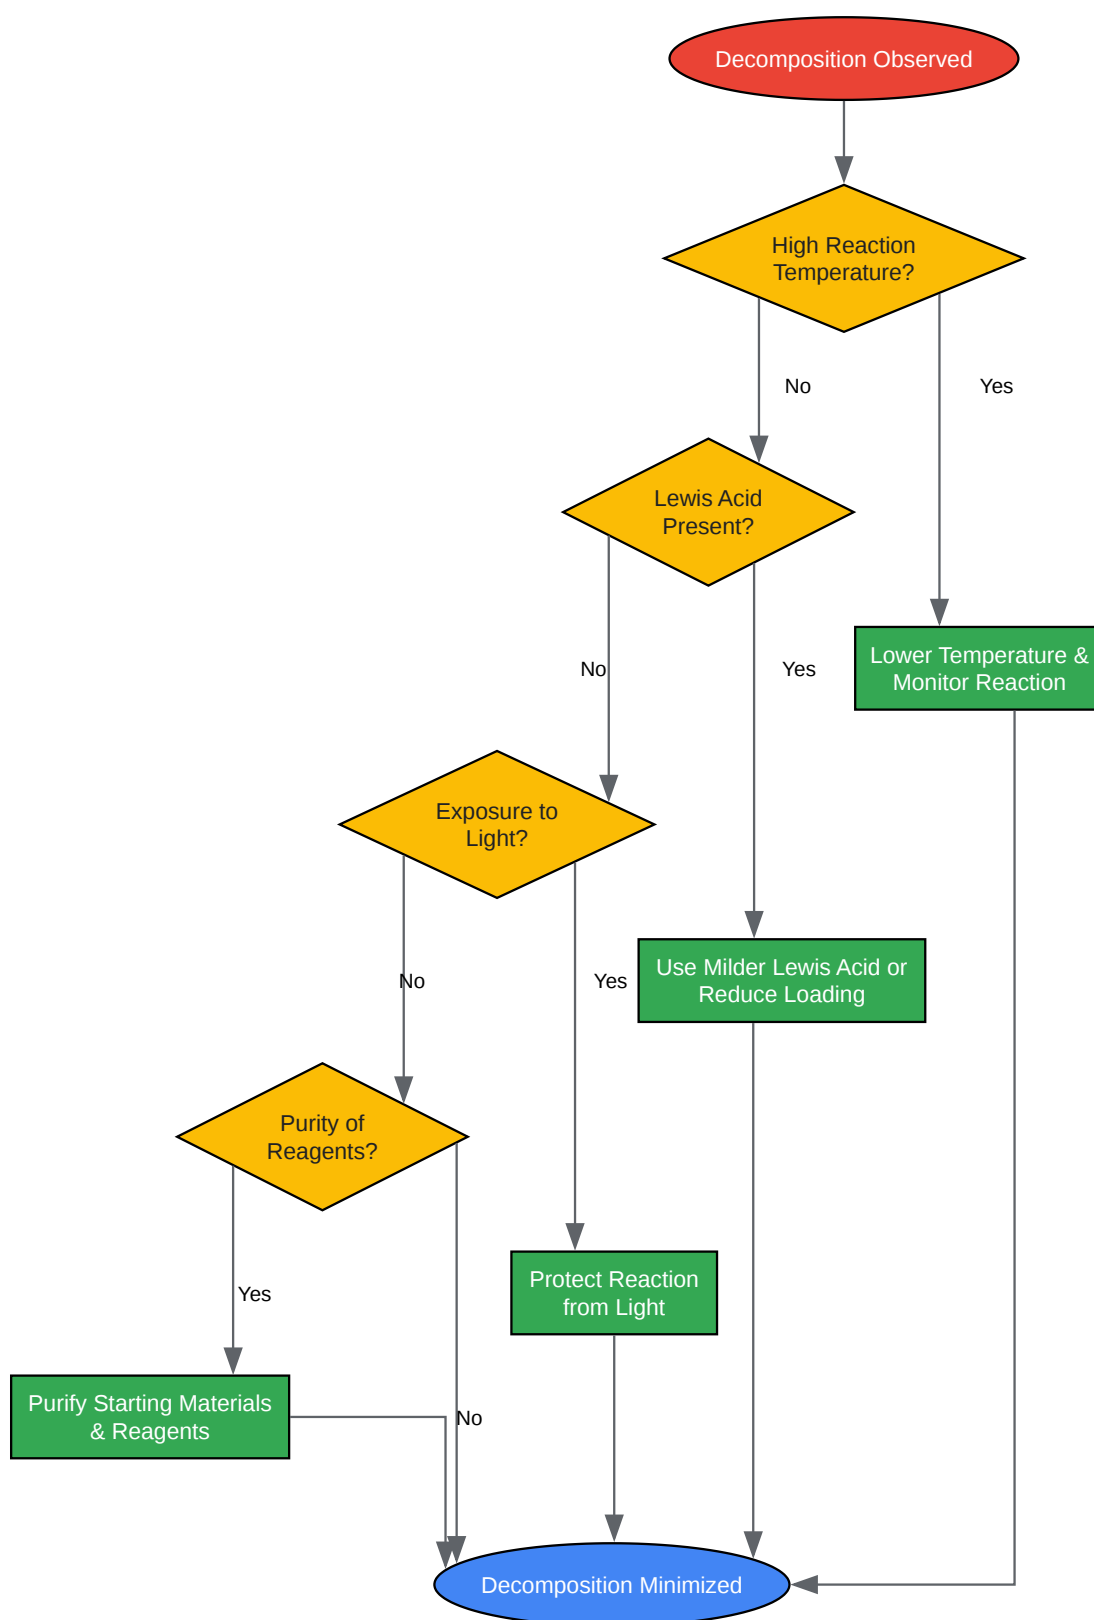 Decomposition Observed
High Reaction
Temperature?
No
Yes
Lewis Acid
Present?
No
Yes
Lower Temperature &
Monitor Reaction
Exposure to
Light?
No
Yes
Use Milder Lewis Acid or
Reduce Loading
Purity of
Reagents?
Yes
No
Protect Reaction
from Light
Purify Starting Materials
& Reagents
Decomposition Minimized